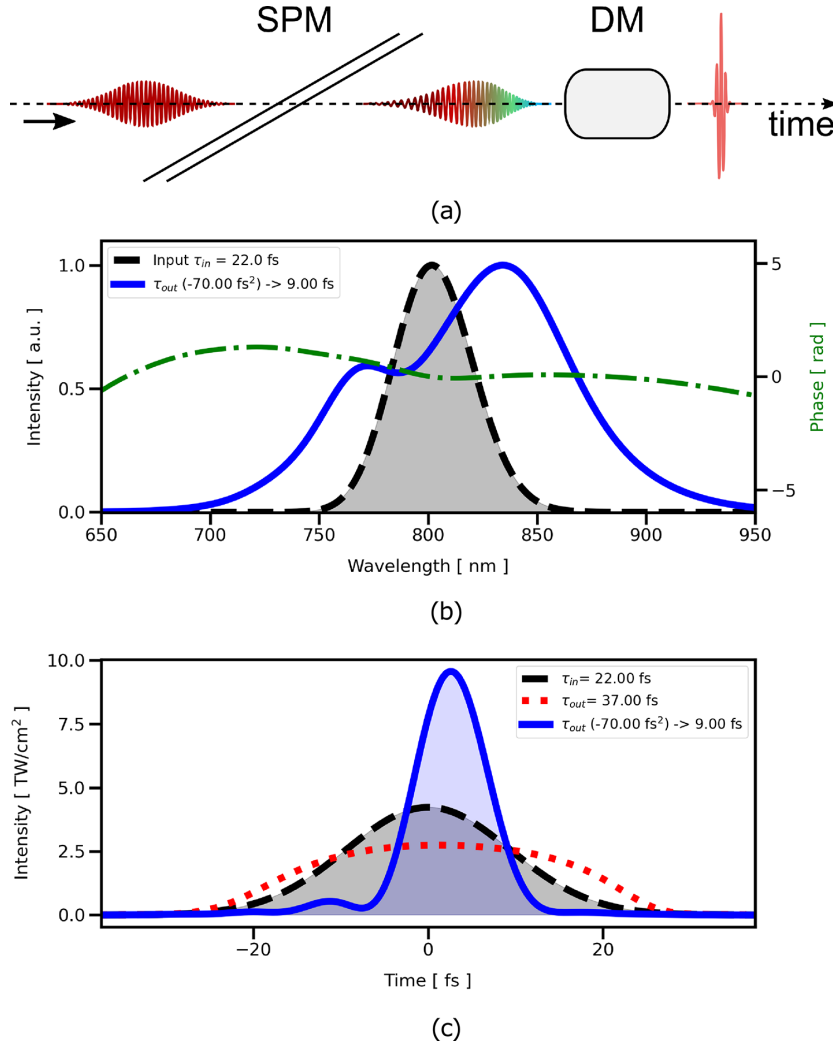 SPM
DM
time
(a)
Input τin = 22.0 fs
τout (-70.00 fs²) -> 9.00 fs
1.0
0.5
0.0
Intensity [ a.u. ]
5
0
−5
Phase [ rad ]
650
700
750
800
850
900
950
Wavelength [ nm ]
(b)
τin= 22.00 fs
τout= 37.00 fs
τout (-70.00 fs²) -> 9.00 fs
10.0
7.5
5.0
2.5
0.0
Intensity [ TW/cm² ]
−20
0
20
Time [ fs ]
(c)